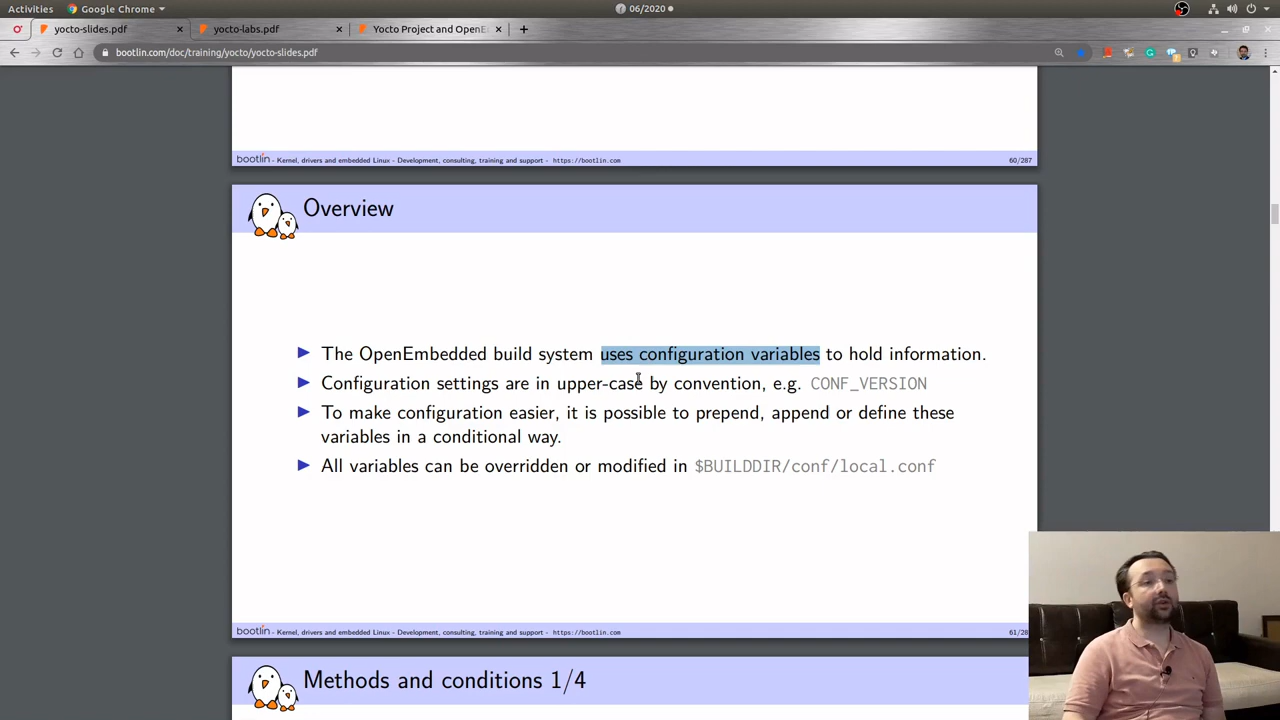 Activities Google Chrome 06/2020
yocto-slides.pdf yocto-labs.pdf Yocto Project and OpenE
bootlin.com/doc/training/yocto/yocto-slides.pdf
bootlin - Kernel, drivers and embedded Linux - Development, consulting, training and support - https://bootlin.com 60/287
Overview
The OpenEmbedded build system uses configuration variables to hold information.
Configuration settings are in upper-case by convention, e.g. CONF_VERSION
To make configuration easier, it is possible to prepend, append or define these
variables in a conditional way.
All variables can be overridden or modified in $BUILDDIR/conf/local.conf
bootlin - Kernel, drivers and embedded Linux - Development, consulting, training and support - https://bootlin.com 61/28
Methods and conditions 1/4